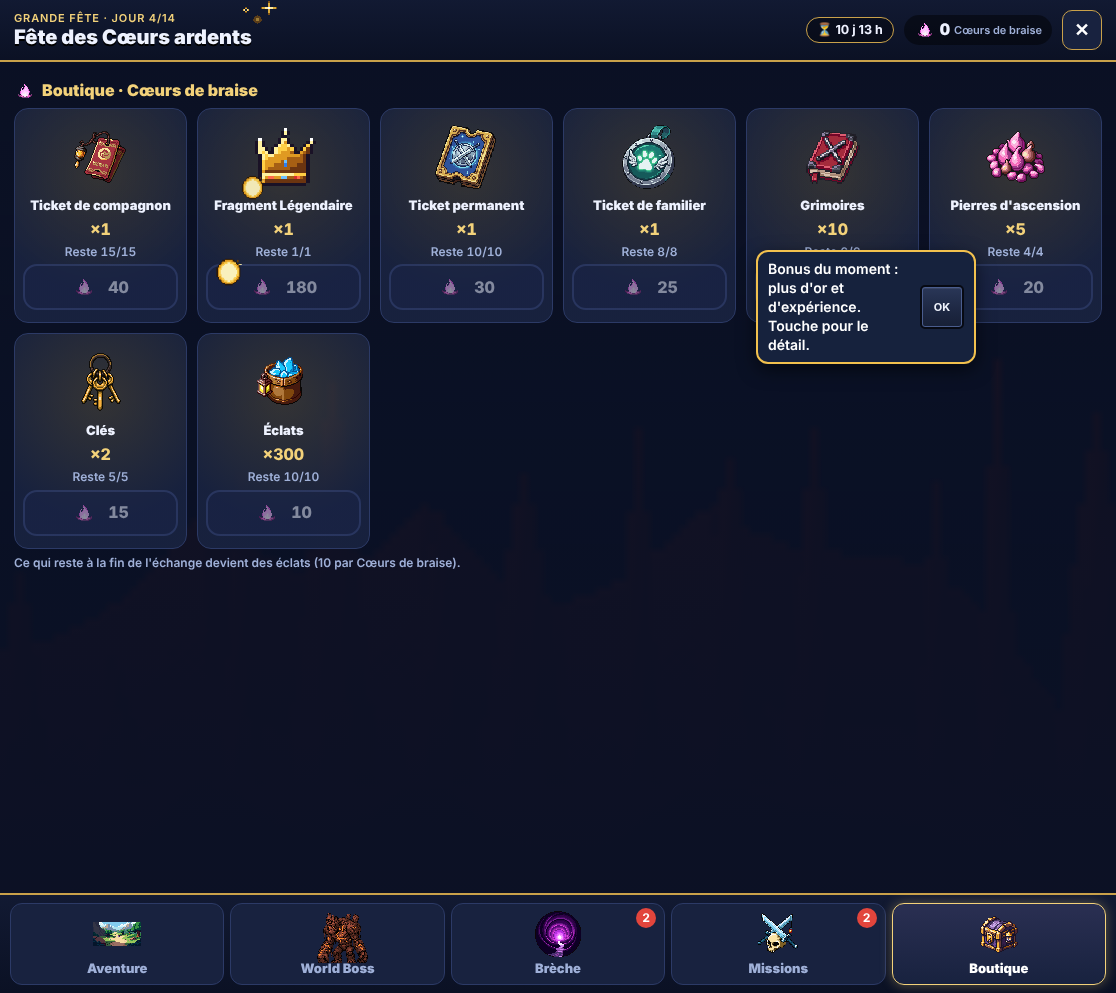 GRANDE FÊTE · JOUR 4/14
Fête des Cœurs ardents
10 j 13 h
0 Cœurs de braise
Boutique · Cœurs de braise
Ticket de compagnon
×1
Reste 15/15
40
Fragment Légendaire
×1
Reste 1/1
180
Ticket permanent
×1
Reste 10/10
30
Ticket de familier
×1
Reste 8/8
25
Grimoires
×10
Pierres d'ascension
×5
Reste 4/4
20
Bonus du moment :
plus d'or et
d'expérience.
Touche pour le
détail.
OK
Clés
×2
Reste 5/5
15
Éclats
×300
Reste 10/10
10
Ce qui reste à la fin de l'échange devient des éclats (10 par Cœurs de braise).
Aventure
World Boss
2
Brèche
2
Missions
Boutique